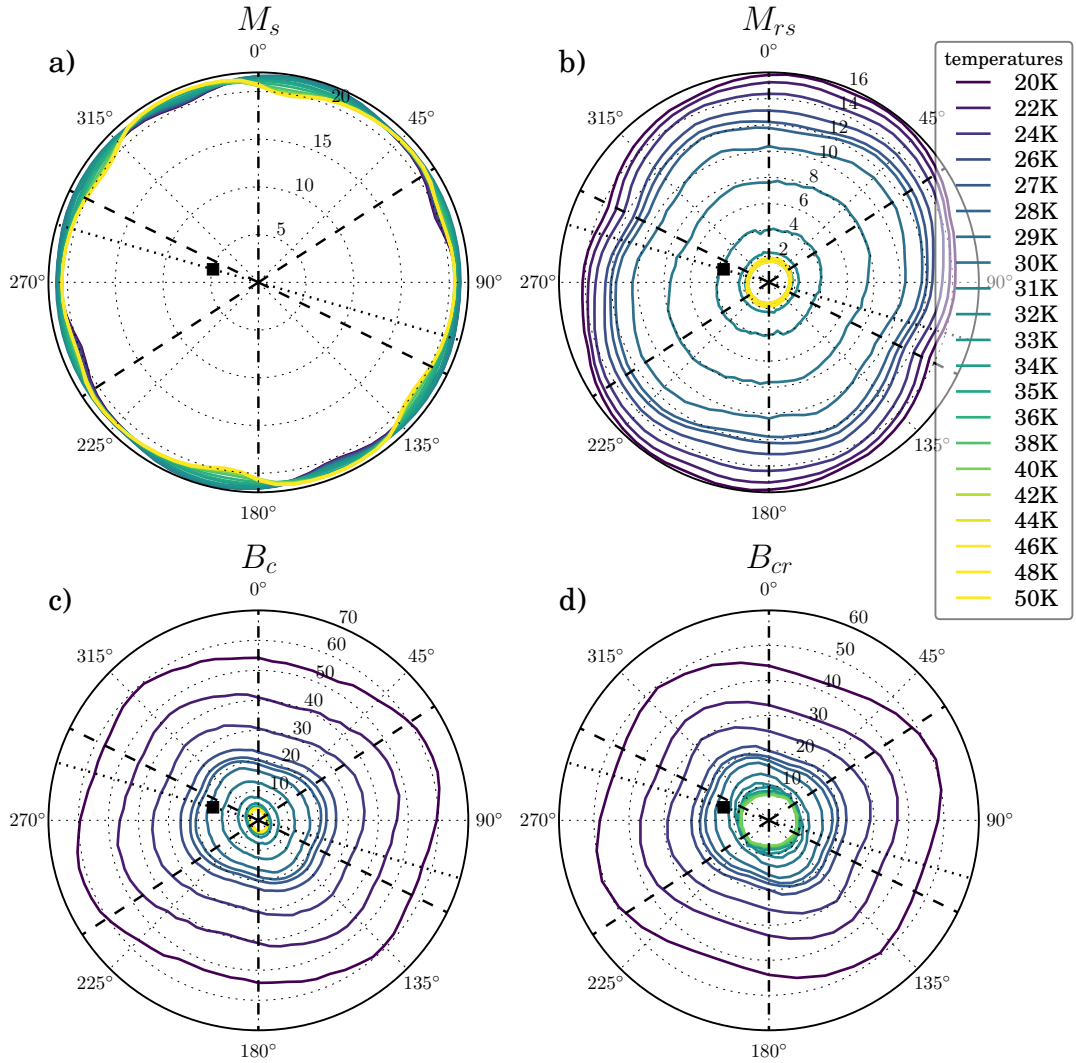 M_s
M_rs
a)
0°
45°
90°
135°
180°
225°
270°
315°
5
10
15
20
b)
0°
45°
90°
135°
180°
225°
270°
315°
2
4
6
8
10
12
14
16
temperatures
20K
22K
24K
26K
27K
28K
29K
30K
31K
32K
33K
34K
35K
36K
38K
40K
42K
44K
46K
48K
50K
B_c
B_cr
c)
0°
45°
90°
135°
180°
225°
270°
315°
10
20
30
40
50
60
70
d)
0°
45°
90°
135°
180°
225°
270°
315°
10
20
30
40
50
60